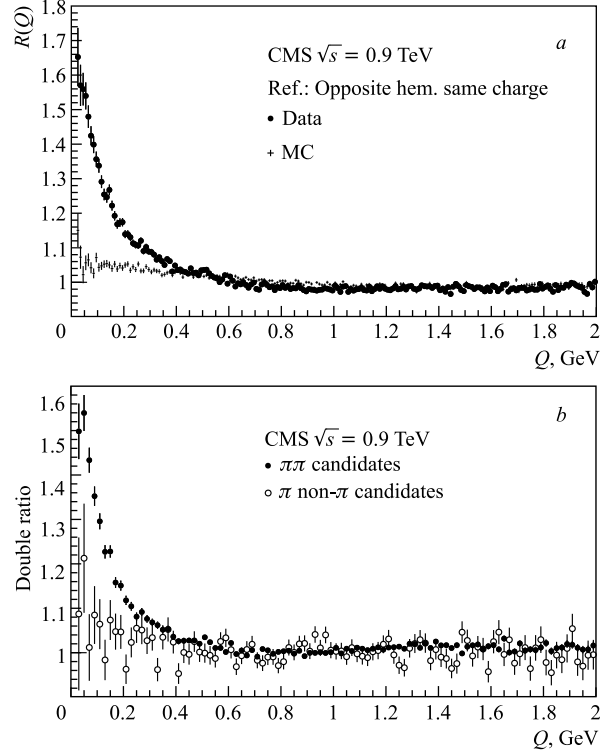 1.8
R(Q)
a
1.7
CMS √s = 0.9 TeV
Ref.: Opposite hem. same charge
1.6
Data
1.5
MC
1.4
1.3
1.2
1.1
1
0 0.2 0.4 0.6 0.8 1 1.2 1.4 1.6 1.8 2
Q, GeV
1.6
b
CMS √s = 0.9 TeV
1.5
ππ candidates
π non-π candidates
1.4
Double ratio
1.3
1.2
1.1
1
0 0.2 0.4 0.6 0.8 1 1.2 1.4 1.6 1.8 2
Q, GeV